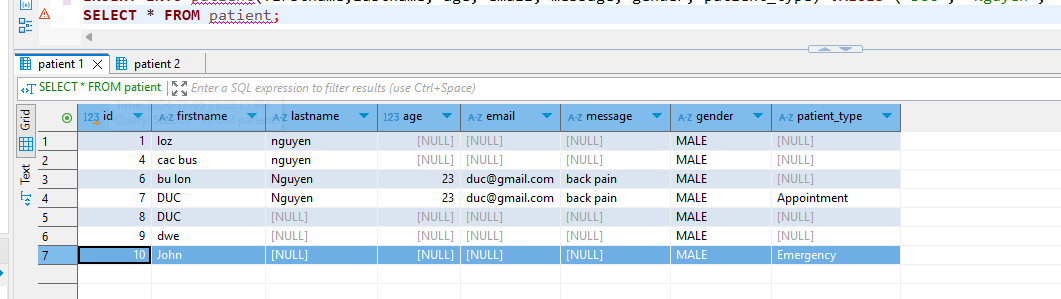 SELECT * FROM patient;
patient 1 patient 2
SELECT * FROM patient Enter a SQL expression to filter results (use Ctrl+Space)
Grid
Text
123 id A-Z firstname A-Z lastname 123 age A-Z email A-Z message A-Z gender A-Z patient_type
1 1 loz nguyen [NULL] [NULL] [NULL] MALE [NULL]
2 4 cac bus nguyen [NULL] [NULL] [NULL] MALE [NULL]
3 6 bu lon Nguyen 23 duc@gmail.com back pain MALE [NULL]
4 7 DUC Nguyen 23 duc@gmail.com back pain MALE Appointment
5 8 DUC [NULL] [NULL] [NULL] [NULL] MALE [NULL]
6 9 dwe [NULL] [NULL] [NULL] [NULL] MALE [NULL]
7 10 John [NULL] [NULL] [NULL] [NULL] MALE Emergency